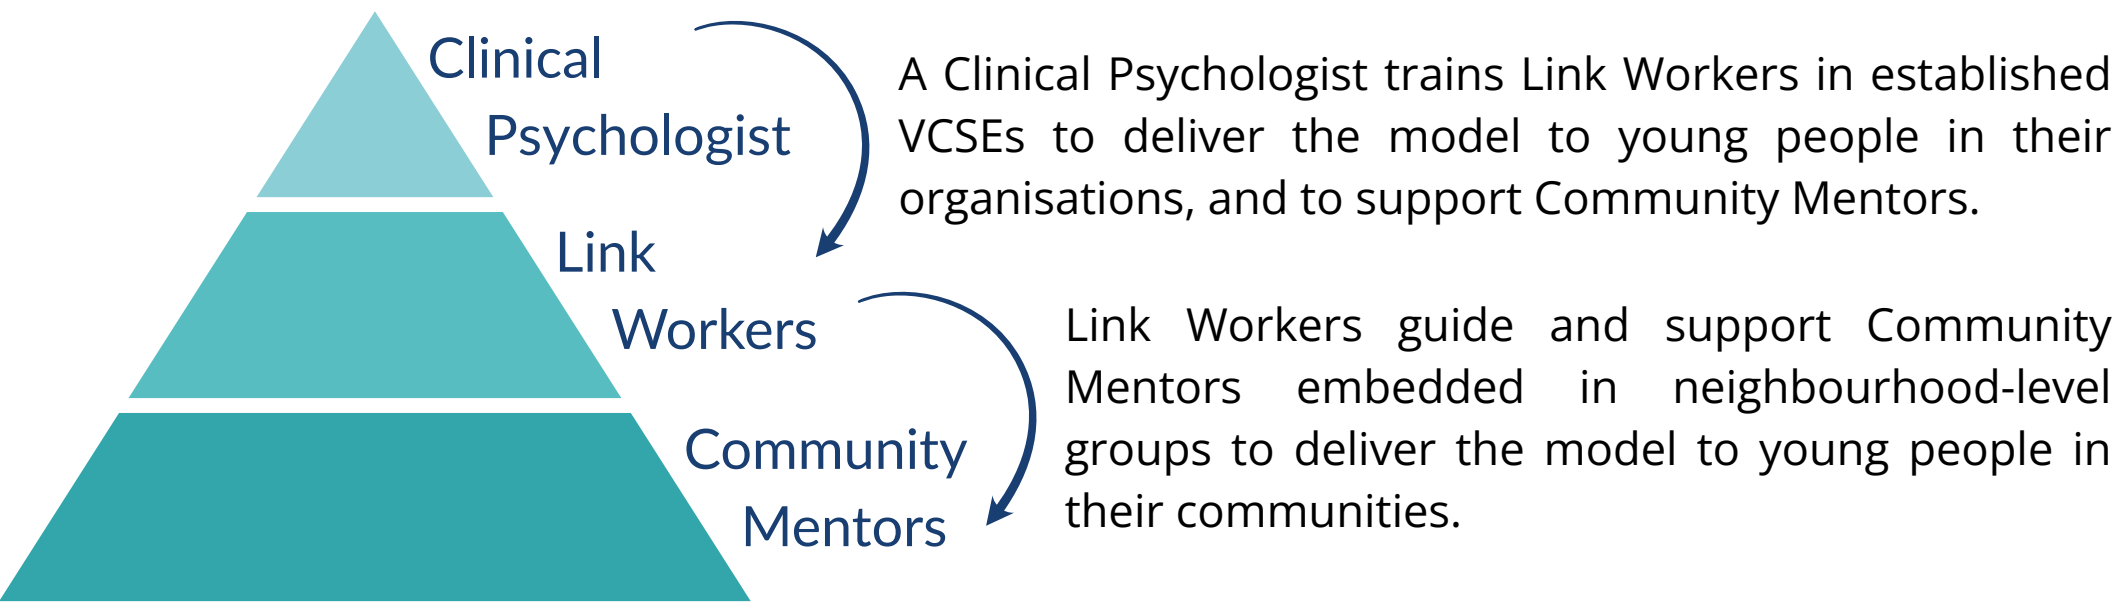 Clinical
Psychologist
A Clinical Psychologist trains Link Workers in established
VCSEs to deliver the model to young people in their
organisations, and to support Community Mentors.
Link
Workers
Link Workers guide and support Community
Mentors embedded in neighbourhood-level
groups to deliver the model to young people in
their communities.
Community
Mentors